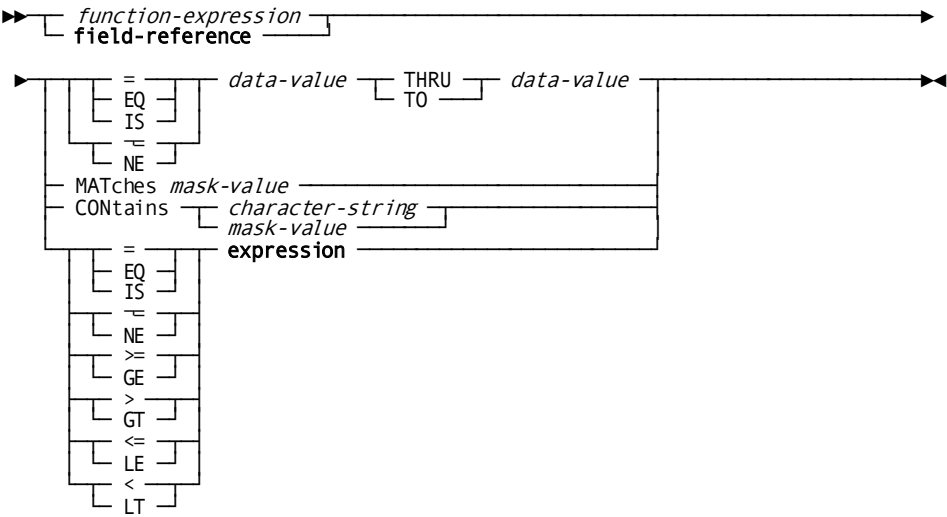 function-expression
field-reference
= data-value THRU data-value
EQ TO
IS
¬=
NE
MATches mask-value
CONtains character-string
mask-value
= expression
EQ
IS
¬=
NE
>=
GE
>
GT
<=
LE
<
LT